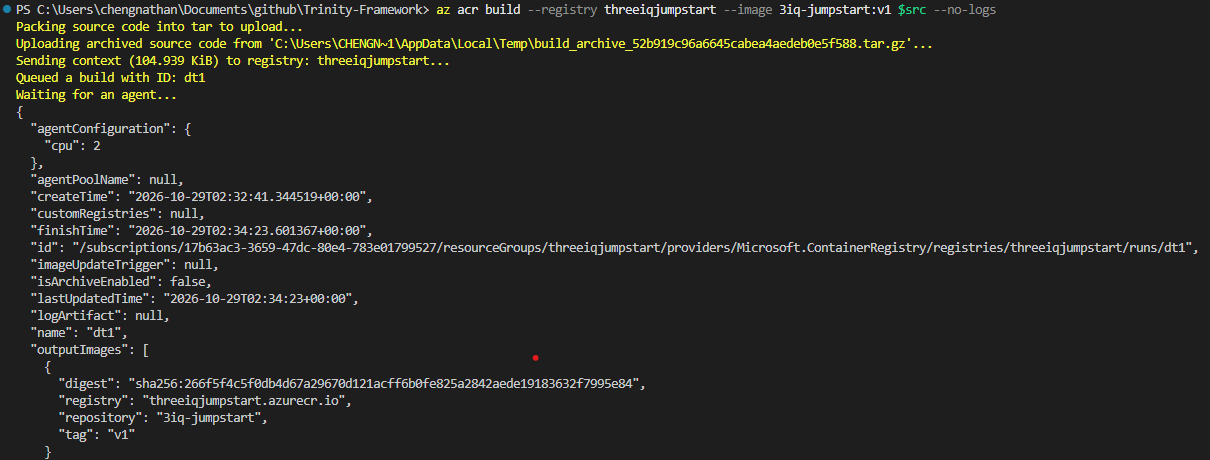 PS C:\Users\chengnathan\Documents\github\Trinity-Framework> az acr build --registry threeiqjumpstart --image 3iq-jumpstart:v1 $src --no-logs
Packing source code into tar to upload...
Uploading archived source code from 'C:\Users\CHENGN~1\AppData\Local\Temp\build_archive_52b919c96a6645cabea4aedeb0e5f588.tar.gz'...
Sending context (104.939 KiB) to registry: threeiqjumpstart...
Queued a build with ID: dt1
Waiting for an agent...
{
  "agentConfiguration": {
    "cpu": 2
  },
  "agentPoolName": null,
  "createTime": "2026-10-29T02:32:41.344519+00:00",
  "customRegistries": null,
  "finishTime": "2026-10-29T02:34:23.601367+00:00",
  "id": "/subscriptions/17b63ac3-3659-47dc-80e4-783e01799527/resourceGroups/threeiqjumpstart/providers/Microsoft.ContainerRegistry/registries/threeiqjumpstart/runs/dt1",
  "imageUpdateTrigger": null,
  "isArchiveEnabled": false,
  "lastUpdatedTime": "2026-10-29T02:34:23+00:00",
  "logArtifact": null,
  "name": "dt1",
  "outputImages": [
    {
      "digest": "sha256:266f5f4c5f0db4d67a29670d121acff6b0fe825a2842aede19183632f7995e84",
      "registry": "threeiqjumpstart.azurecr.io",
      "repository": "3iq-jumpstart",
      "tag": "v1"
    }